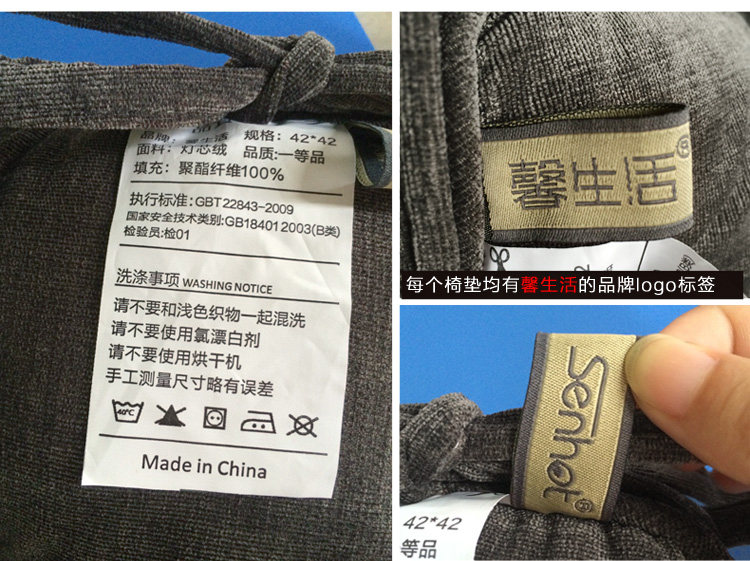 品牌: 馨生活 规格: 42*42
面料: 灯芯绒 品质:一等品
填充: 聚酯纤维100%
执行标准:GBT22843-2009
国家安全技术类别:GB184012003(B类)
检验员:检01
洗涤事项 WASHING NOTICE
请不要和浅色织物一起混洗
请不要使用氯漂白剂
请不要使用烘干机
手工测量尺寸略有误差
40℃
Made in China
馨生活®
每个椅垫均有馨生活的品牌logo标签
Senhot®
42*42
等品